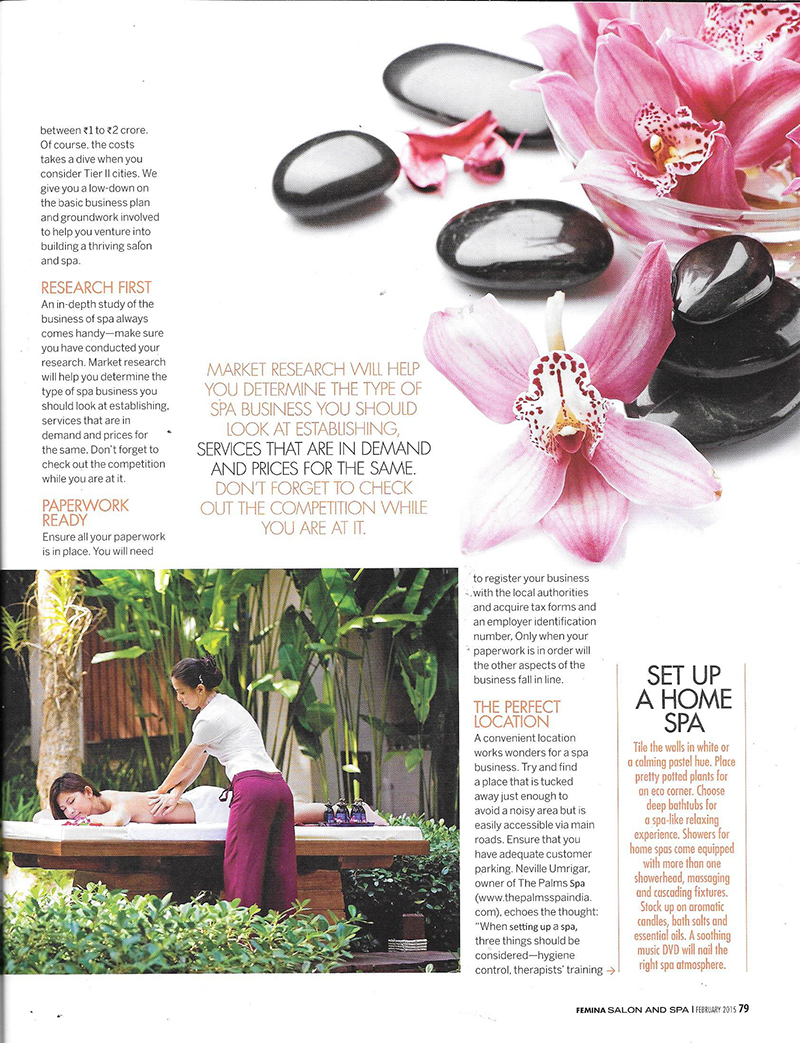 between ₹1 to ₹2 crore.
Of course, the costs
takes a dive when you
consider Tier II cities. We
give you a low-down on
the basic business plan
and groundwork involved
to help you venture into
building a thriving salon
and spa.
RESEARCH FIRST
An in-depth study of the
business of spa always
comes handy—make sure
you have conducted your
research. Market research
will help you determine the
type of spa business you
should look at establishing,
services that are in
demand and prices for
the same. Don't forget to
check out the competition
while you are at it.
PAPERWORK
READY
Ensure all your paperwork
is in place. You will need
MARKET RESEARCH WILL HELP
YOU DETERMINE THE TYPE OF
SPA BUSINESS YOU SHOULD
LOOK AT ESTABLISHING,
SERVICES THAT ARE IN DEMAND
AND PRICES FOR THE SAME.
DON'T FORGET TO CHECK
OUT THE COMPETITION WHILE
YOU ARE AT IT.
to register your business
with the local authorities
and acquire tax forms and
an employer identification
number. Only when your
paperwork is in order will
the other aspects of the
business fall in line.
THE PERFECT
LOCATION
A convenient location
works wonders for a spa
business. Try and find
a place that is tucked
away just enough to
avoid a noisy area but is
easily accessible via main
roads. Ensure that you
have adequate customer
parking. Neville Umrigar,
owner of The Palms Spa
(www.thepalmsspaindia.
com), echoes the thought:
"When setting up a spa,
three things should be
considered—hygiene
control, therapists' training →
SET UP
A HOME
SPA
Tile the walls in white or
a calming pastel hue. Place
pretty potted plants for
an eco corner. Choose
deep bathtubs for
a spa-like relaxing
experience. Showers for
home spas come equipped
with more than one
showerhead, massaging
and cascading fixtures.
Stock up on aromatic
candles, bath salts and
essential oils. A soothing
music DVD will nail the
right spa atmosphere.
FEMINA SALON AND SPA | FEBRUARY 2015 79